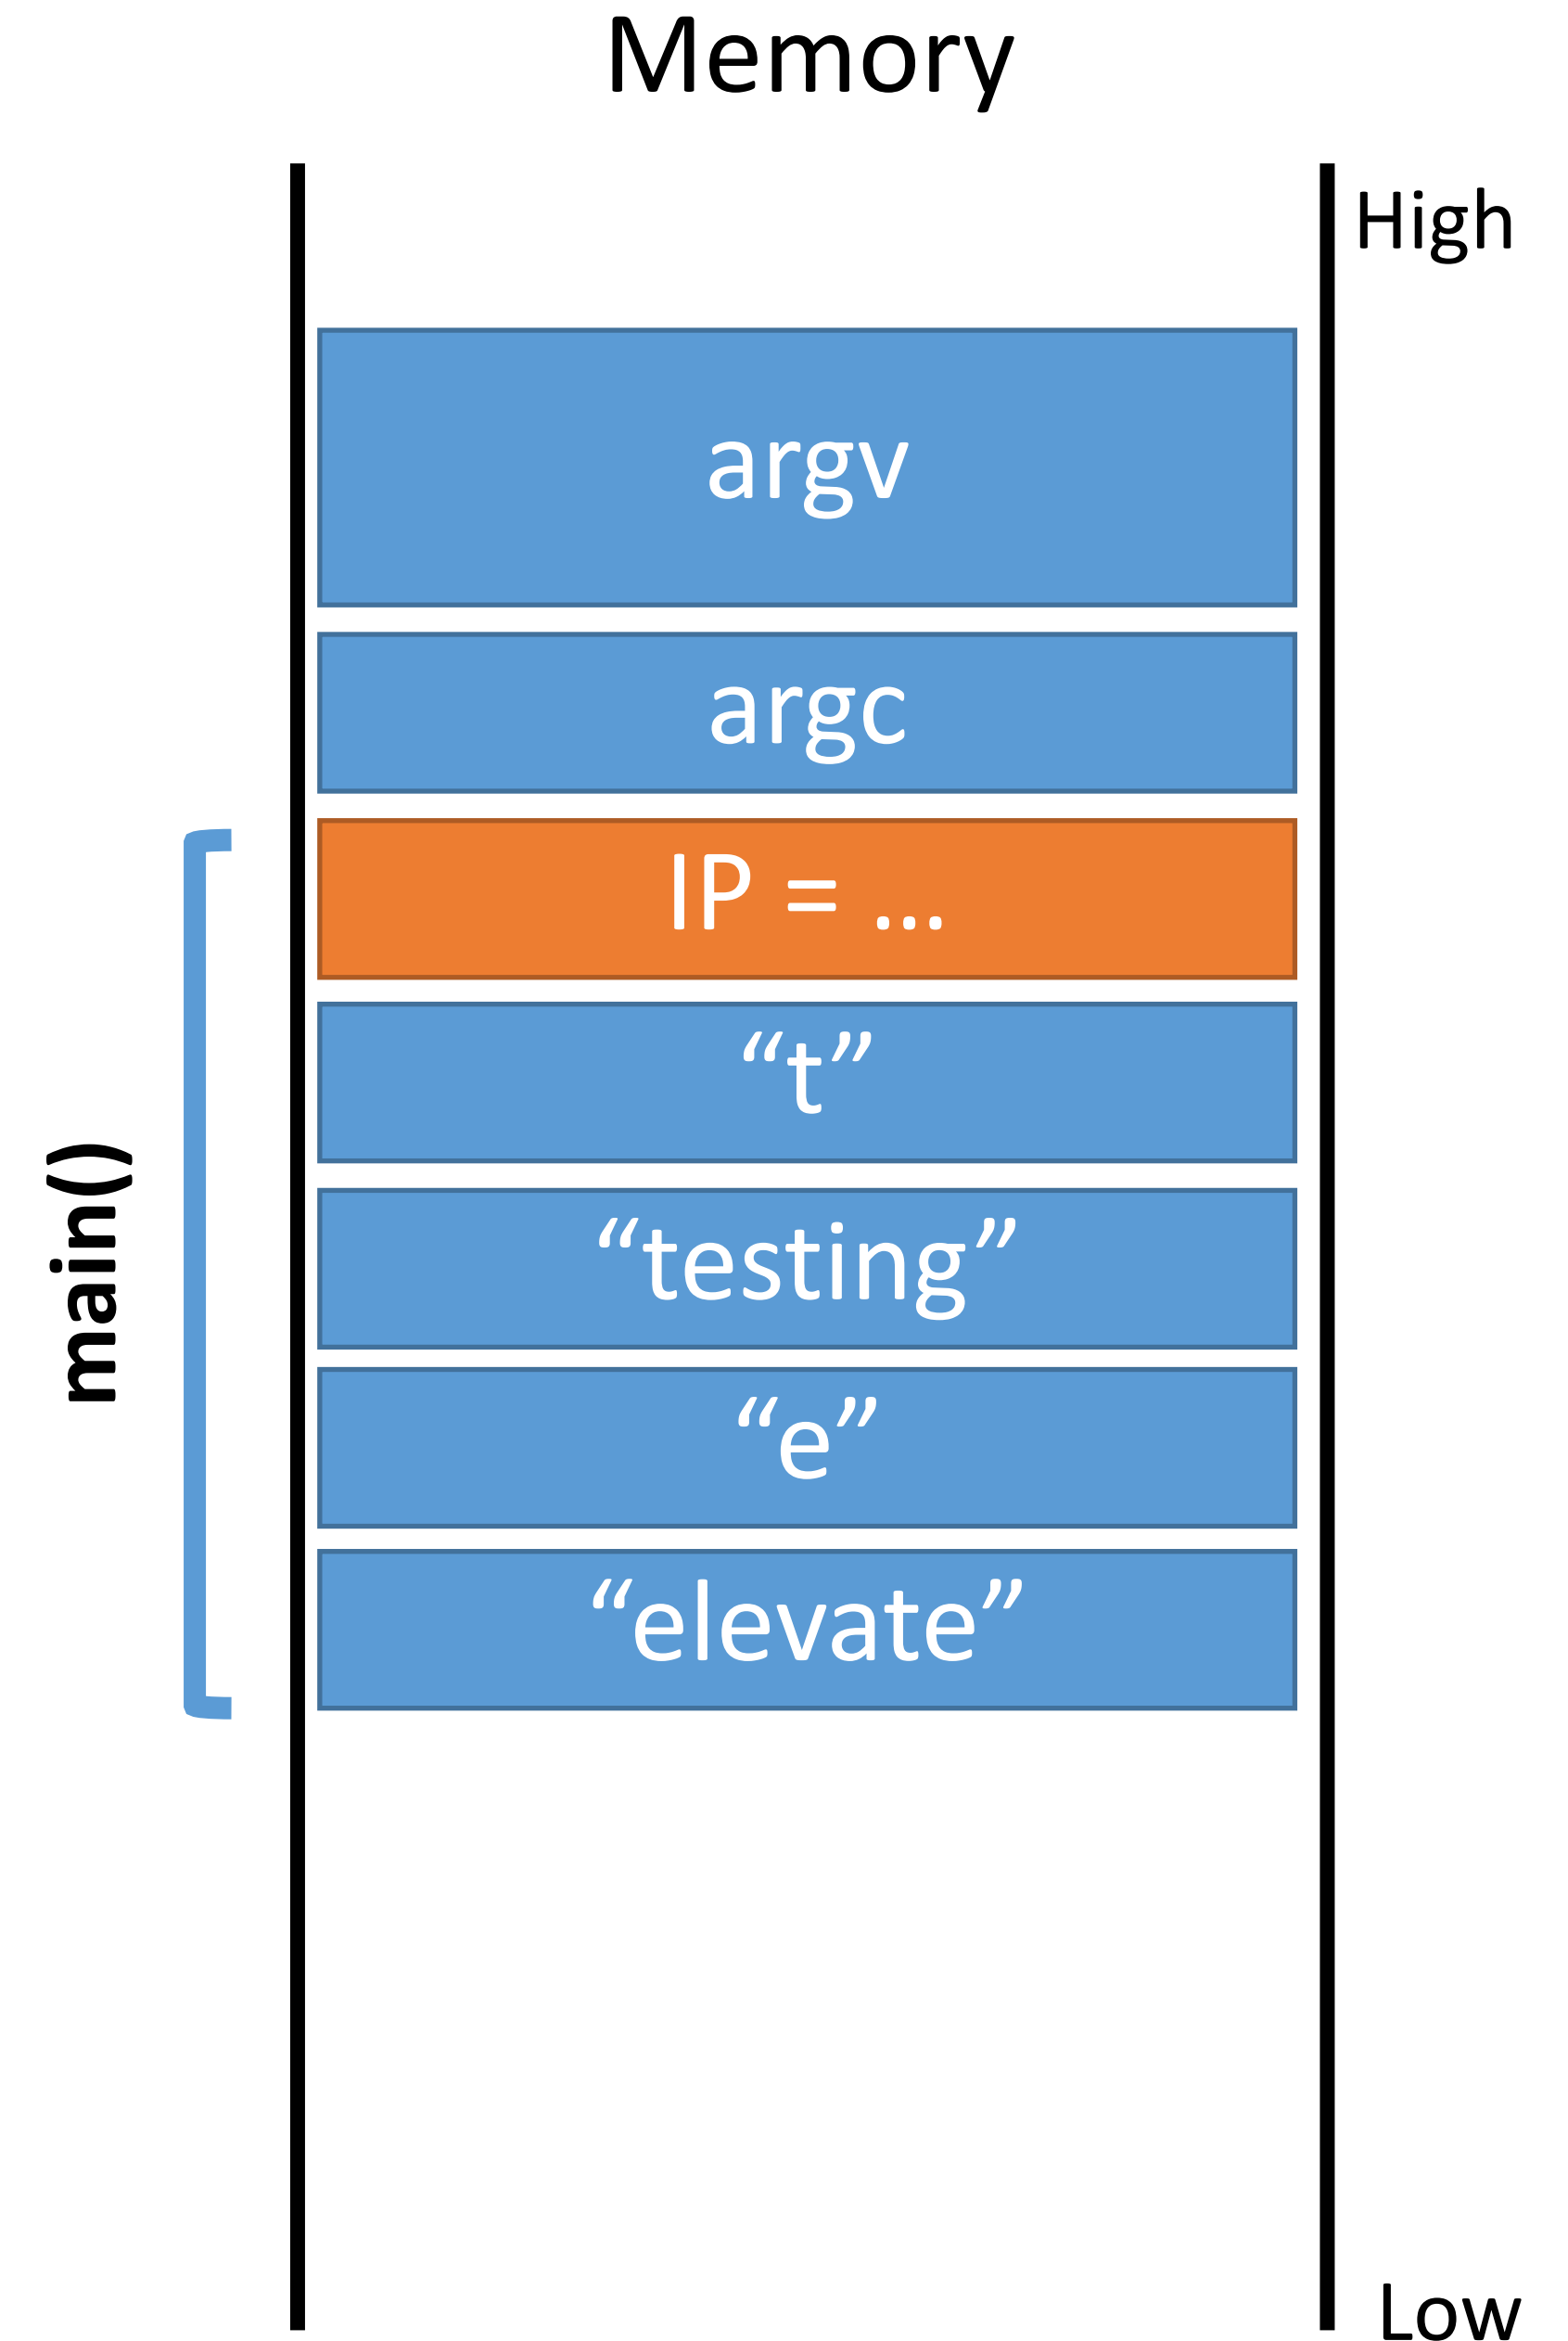 Memory
High
argv
argc
IP = …
“t”
“testing”
“e”
“elevate”
main()
Low